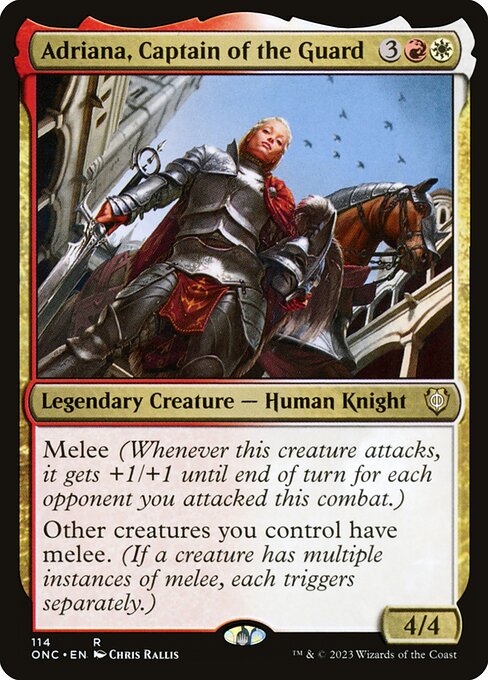 Adriana, Captain of the Guard 3
Legendary Creature — Human Knight
Melee (Whenever this creature attacks,
it gets +1/+1 until end of turn for each
opponent you attacked this combat.)
Other creatures you control have
melee. (If a creature has multiple
instances of melee, each triggers
separately.)
4/4
114 R
ONC • EN Chris Rallis
™ & © 2023 Wizards of the Coast